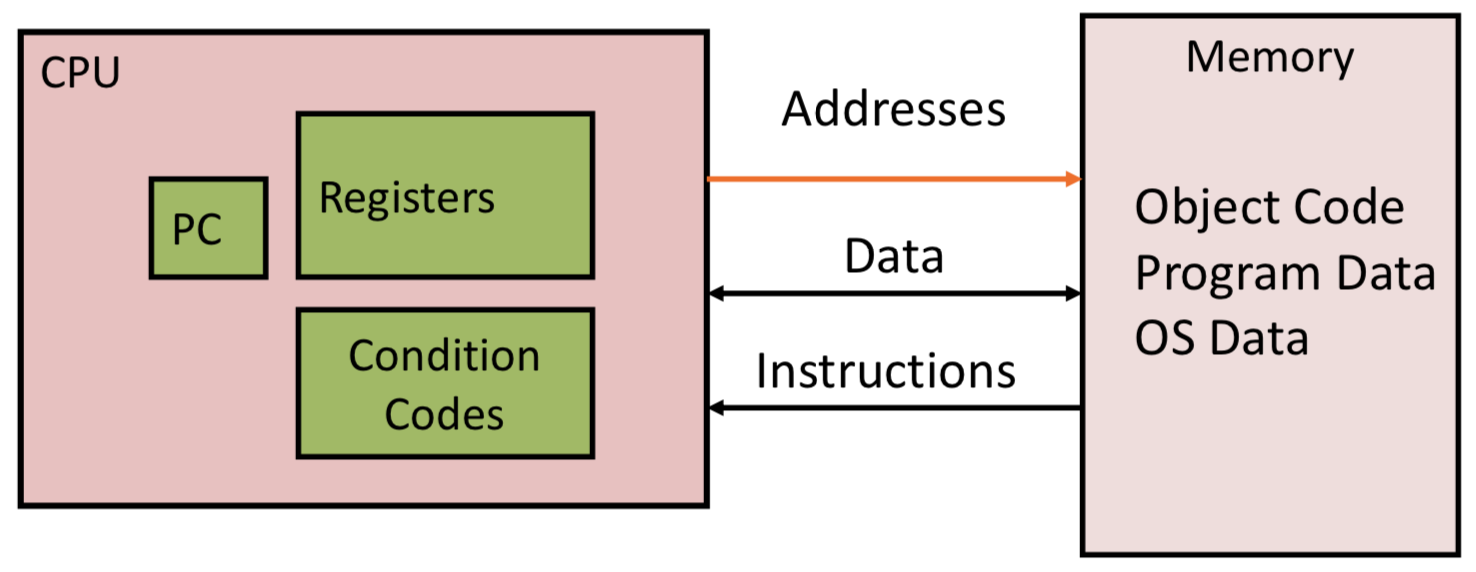 CPU
PC
Registers
Condition
Codes
Addresses
Data
Instructions
Memory
Object Code
Program Data
OS Data